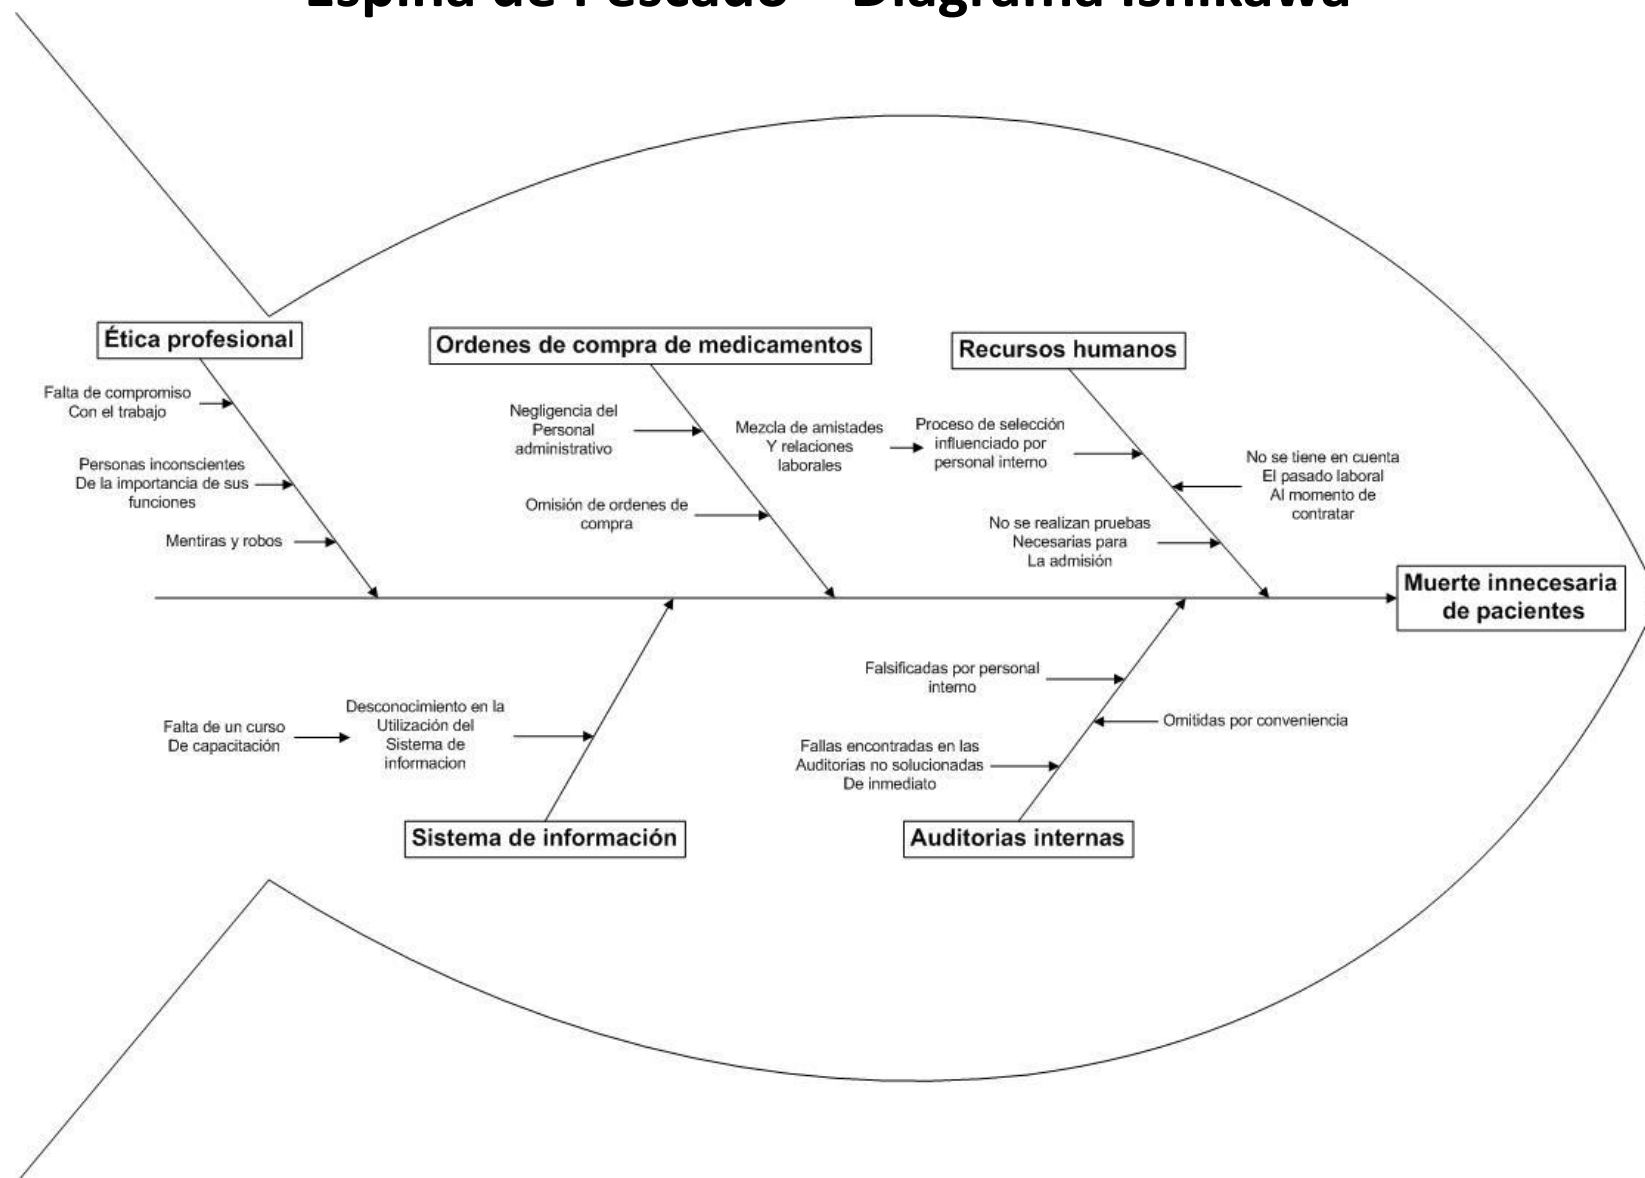 Espina de Pescado – Diagrama Ishikawa
Ética profesional
Falta de compromiso
Con el trabajo
Personas inconscientes
De la importancia de sus
funciones
Mentiras y robos
Ordenes de compra de medicamentos
Negligencia del
Personal
administrativo
Omisión de ordenes de
compra
Recursos humanos
Mezcla de amistades
Y relaciones
laborales
Proceso de selección
influenciado por
personal interno
No se tiene en cuenta
El pasado laboral
Al momento de
contratar
No se realizan pruebas
Necesarias para
La admisión
Muerte innecesaria
de pacientes
Falta de un curso
De capacitación
Desconocimiento en la
Utilización del
Sistema de
informacion
Sistema de información
Falsificadas por personal
interno
Omitidas por conveniencia
Fallas encontradas en las
Auditorias no solucionadas
De inmediato
Auditorias internas